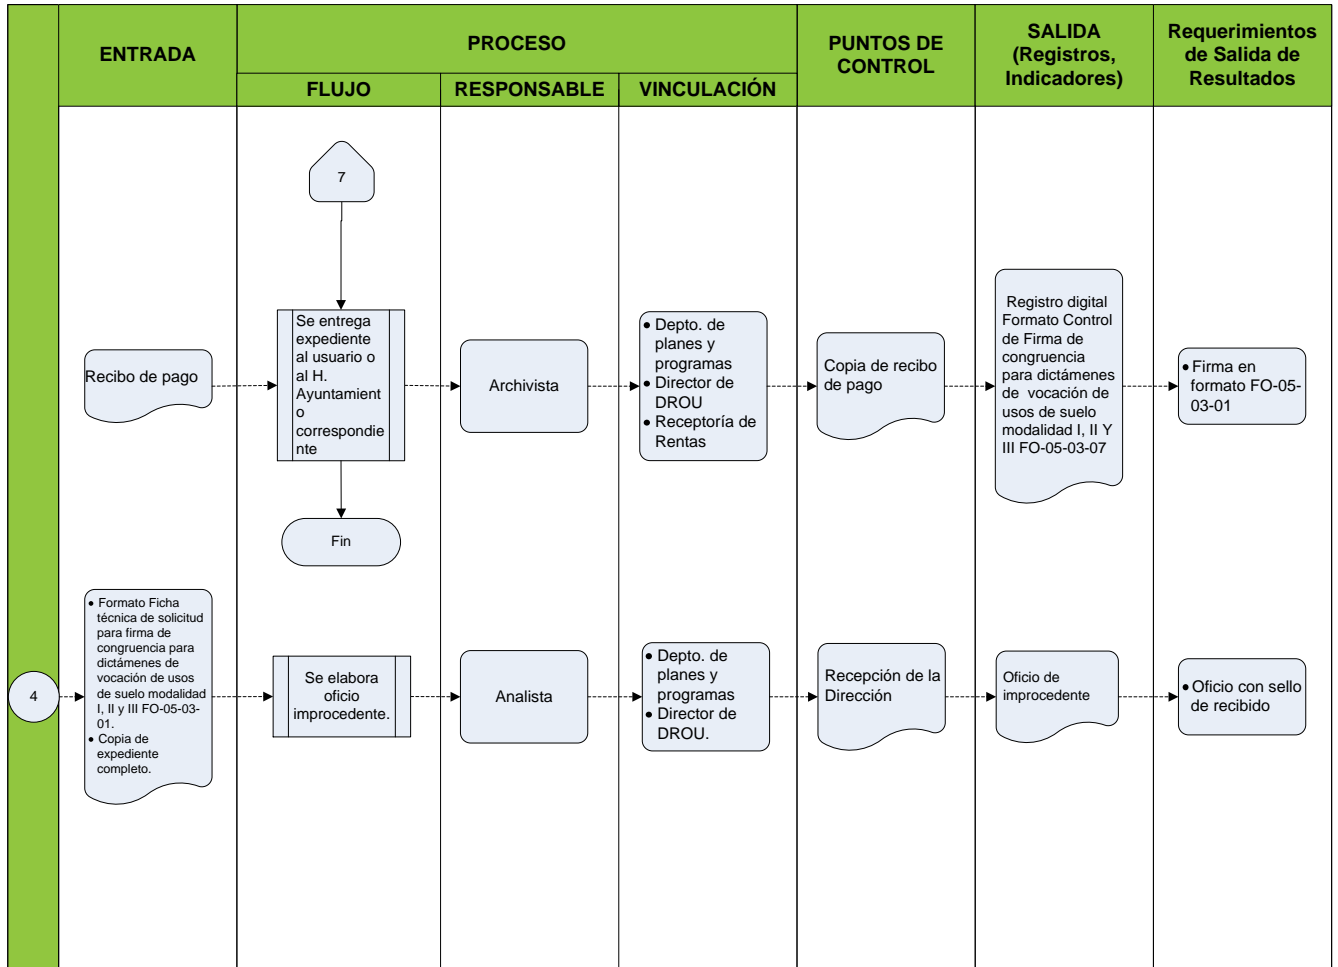 ENTRADA
PROCESO
PUNTOS DE
CONTROL
SALIDA
(Registros,
Indicadores)
Requerimientos
de Salida de
Resultados
FLUJO
RESPONSABLE
VINCULACIÓN
7
Recibo de pago
Se entrega
expediente
al usuario o
al H.
Ayuntamient
o
correspondie
nte
Archivista
• Depto. de
planes y
programas
• Director de
DROU
• Receptoría de
Rentas
Copia de recibo
de pago
Registro digital
Formato Control
de Firma de
congruencia
para dictámenes
de vocación de
usos de suelo
modalidad I, II Y
III FO-05-03-07
• Firma en
formato FO-05-
03-01
Fin
4
• Formato Ficha
técnica de solicitud
para firma de
congruencia para
dictámenes de
vocación de usos
de suelo modalidad
I, II y III FO-05-03-
01.
• Copia de
expediente
completo.
Se elabora
oficio
improcedente.
Analista
• Depto. de
planes y
programas
• Director de
DROU.
Recepción de la
Dirección
Oficio de
improcedente
• Oficio con sello
de recibido